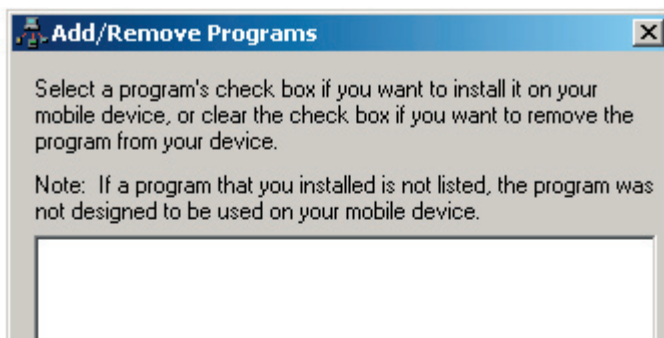 Add/Remove Programs
Select a program's check box if you want to install it on your
mobile device, or clear the check box if you want to remove the
program from your device.
Note:  If a program that you installed is not listed, the program was
not designed to be used on your mobile device.